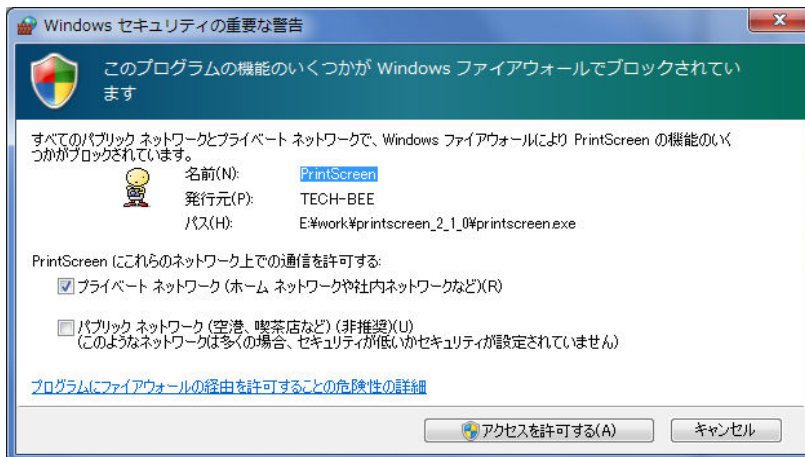 Windows セキュリティの重要な警告
このプログラムの機能のいくつかが Windows ファイアウォールでブロックされてい
ます
すべてのパブリック ネットワークとプライベート ネットワークで、Windows ファイアウォールにより PrintScreen の機能のいく
つかがブロックされています。
名前(N): PrintScreen
発行元(P): TECH-BEE
パス(H): E:¥work¥printscreen_2_1_0¥printscreen.exe
PrintScreen にこれらのネットワーク上での通信を許可する:
プライベート ネットワーク (ホーム ネットワークや社内ネットワークなど)(R)
パブリック ネットワーク (空港、喫茶店など) (非推奨)(U)
(このようなネットワークは多くの場合、セキュリティが低いかセキュリティが設定されていません)
プログラムにファイアウォールの経由を許可することの危険性の詳細
アクセスを許可する(A) キャンセル